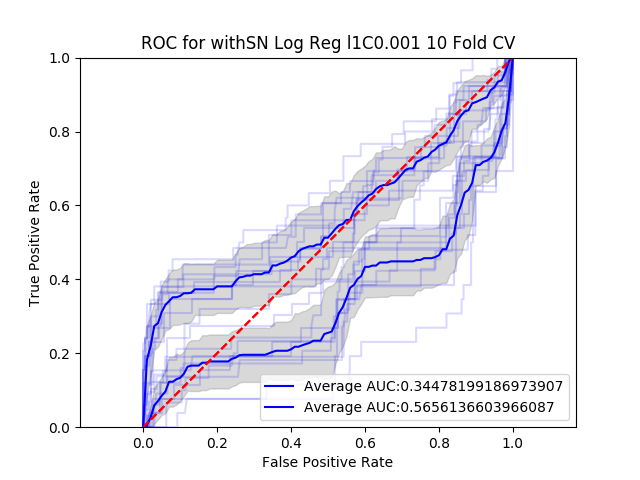 ROC for withSN Log Reg l1C0.001 10 Fold CV
1.0
0.8
0.6
0.4
0.2
0.0
True Positive Rate
Average AUC:0.34478199186973907
Average AUC:0.5656136603966087
0.0 0.2 0.4 0.6 0.8 1.0
False Positive Rate